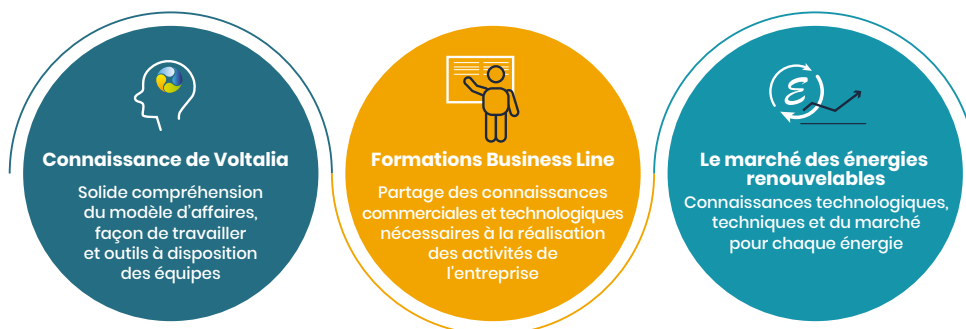 Connaissance de Voltalia
Solide compréhension
du modèle d'affaires,
façon de travailler
et outils à disposition
des équipes
Formations Business Line
Partage des connaissances
commerciales et technologiques
nécessaires à la réalisation
des activités de
l'entreprise
Ɛ
Le marché des énergies
renouvelables
Connaissances technologiques,
techniques et du marché
pour chaque énergie